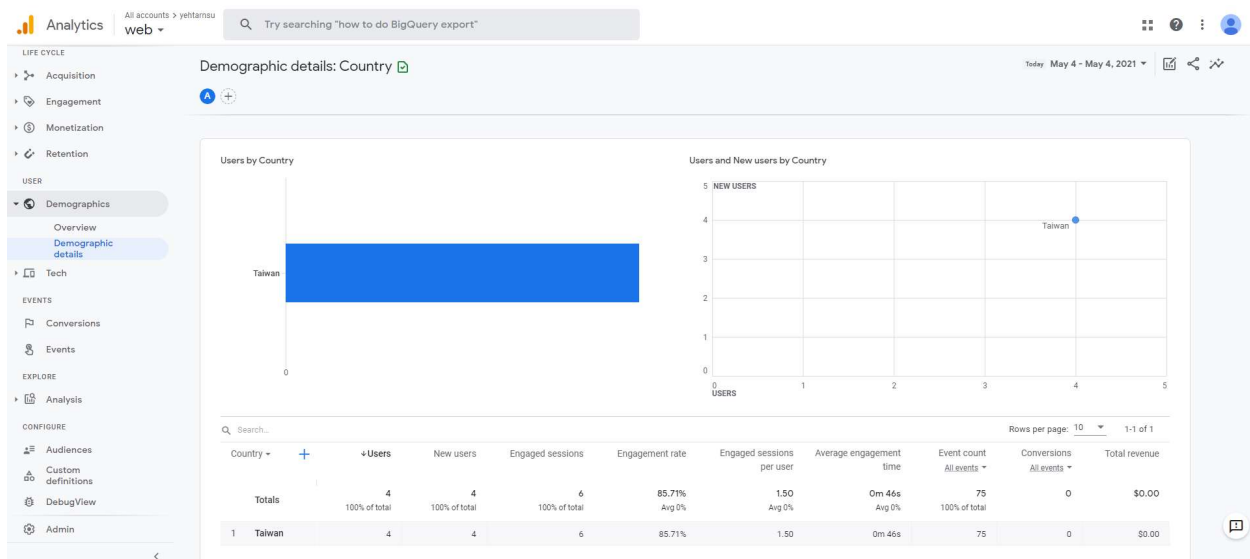 Analytics
All accounts > yehtarnsu
web
Try searching "how to do BigQuery export"
LIFE CYCLE
Acquisition
Engagement
Monetization
Retention
USER
Demographics
Overview
Demographic
details
Tech
EVENTS
Conversions
Events
EXPLORE
Analysis
CONFIGURE
Audiences
Custom
definitions
DebugView
Admin
Demographic details: Country
Today May 4 - May 4, 2021
A
Users by Country
Taiwan
0
Users and New users by Country
5 NEW USERS
4
Taiwan
3
2
1
0
0 1 2 3 4 5
USERS
Search...
Rows per page: 10 1-1 of 1
Country + ↓Users New users Engaged sessions Engagement rate Engaged sessions per user Average engagement time Event count All events Conversions All events Total revenue
Totals 4 4 6 85.71% 1.50 0m 46s 75 0 $0.00
100% of total 100% of total 100% of total Avg 0% Avg 0% Avg 0% 100% of total
1 Taiwan 4 4 6 85.71% 1.50 0m 46s 75 0 $0.00